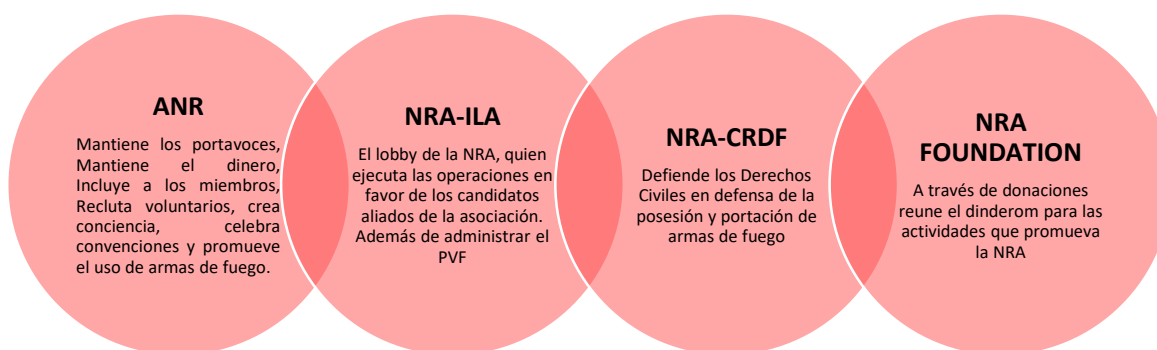 ANR
Mantiene los portavoces,
Mantiene el dinero,
Incluye a los miembros,
Recluta voluntarios, crea
conciencia, celebra
convenciones y promueve
el uso de armas de fuego.
NRA-ILA
El lobby de la NRA, quien
ejecuta las operaciones en
favor de los candidatos
aliados de la asociación.
Además de administrar el
PVF
NRA-CRDF
Defiende los Derechos
Civiles en defensa de la
posesión y portación de
armas de fuego
NRA
FOUNDATION
A través de donaciones
reune el dinderom para las
actividades que promueva
la NRA